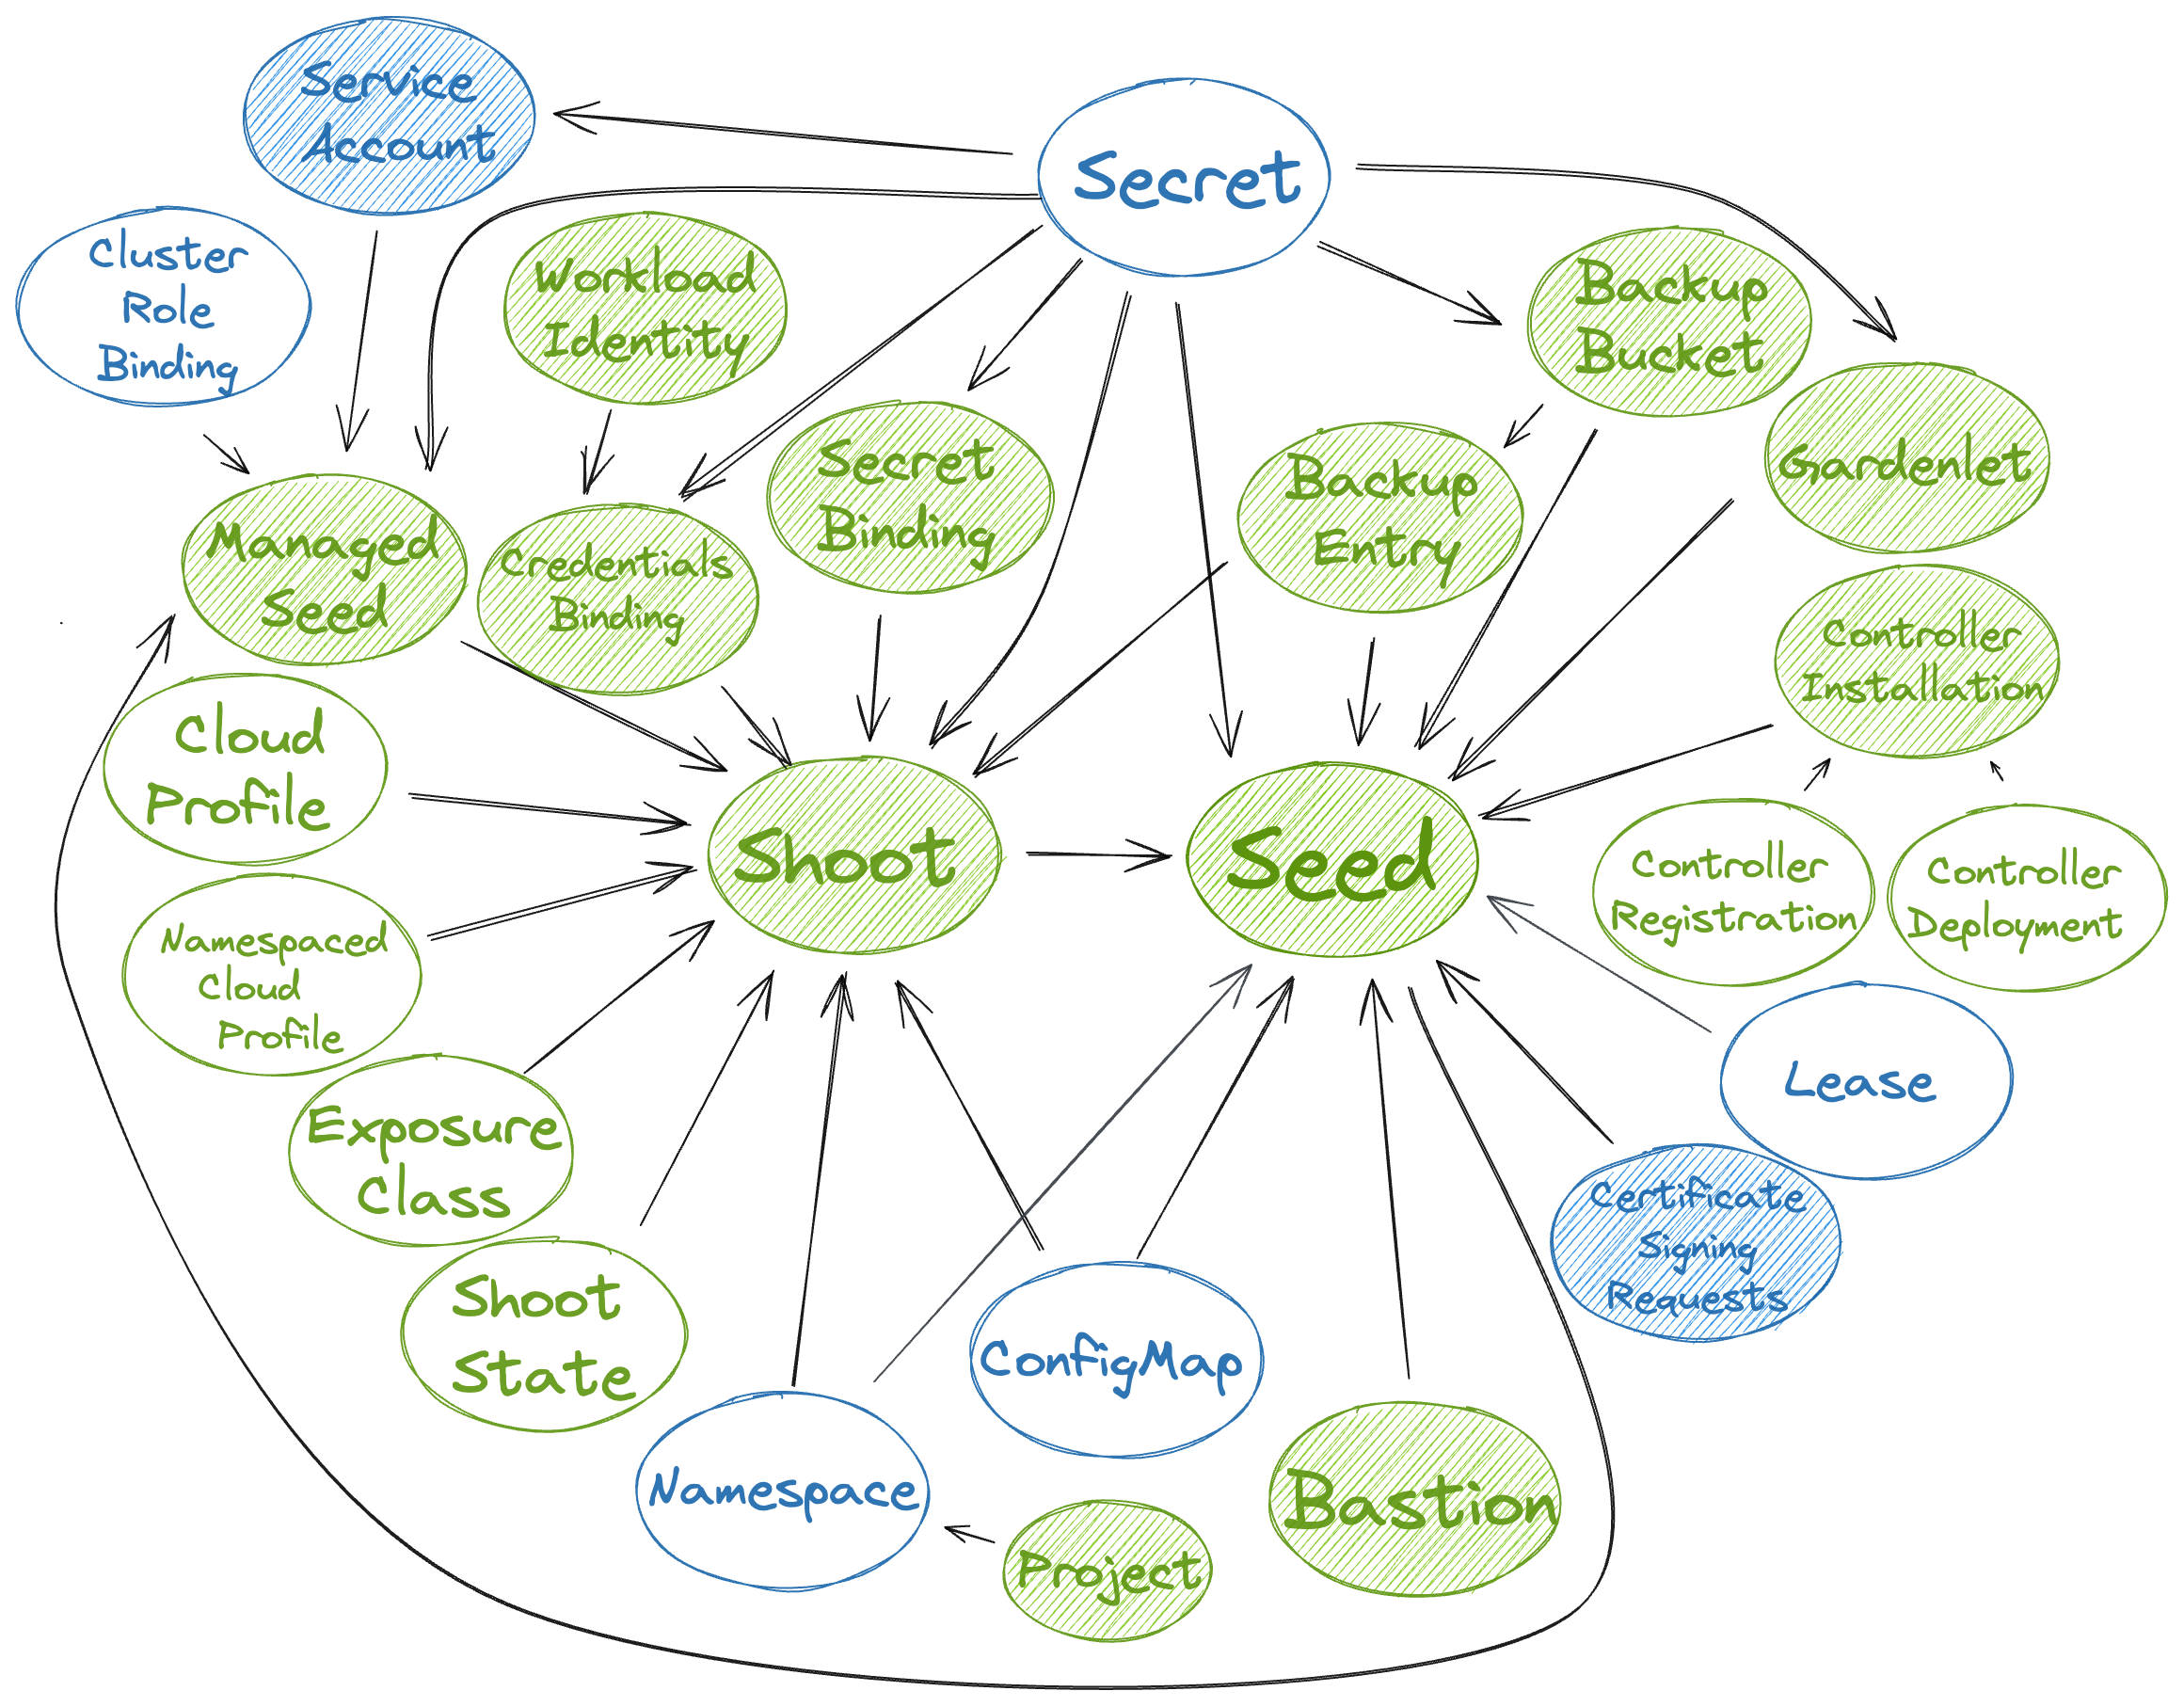 Service
Account
Secret
Cluster
Role
Binding
Workload
Identity
Backup
Bucket
Secret
Binding
Backup
Entry
Gardenlet
Managed
Seed
Credentials
Binding
Controller
Installation
Cloud
Profile
Shoot
Seed
Controller
Registration
Controller
Deployment
Namespaced
Cloud
Profile
Lease
Exposure
Class
Certificate
Signing
Requests
Shoot
State
ConfigMap
Namespace
Bastion
Project